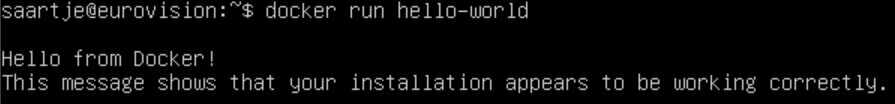 saartje@eurovision:~$ docker run hello-world
Hello from Docker!
This message shows that your installation appears to be working correctly.